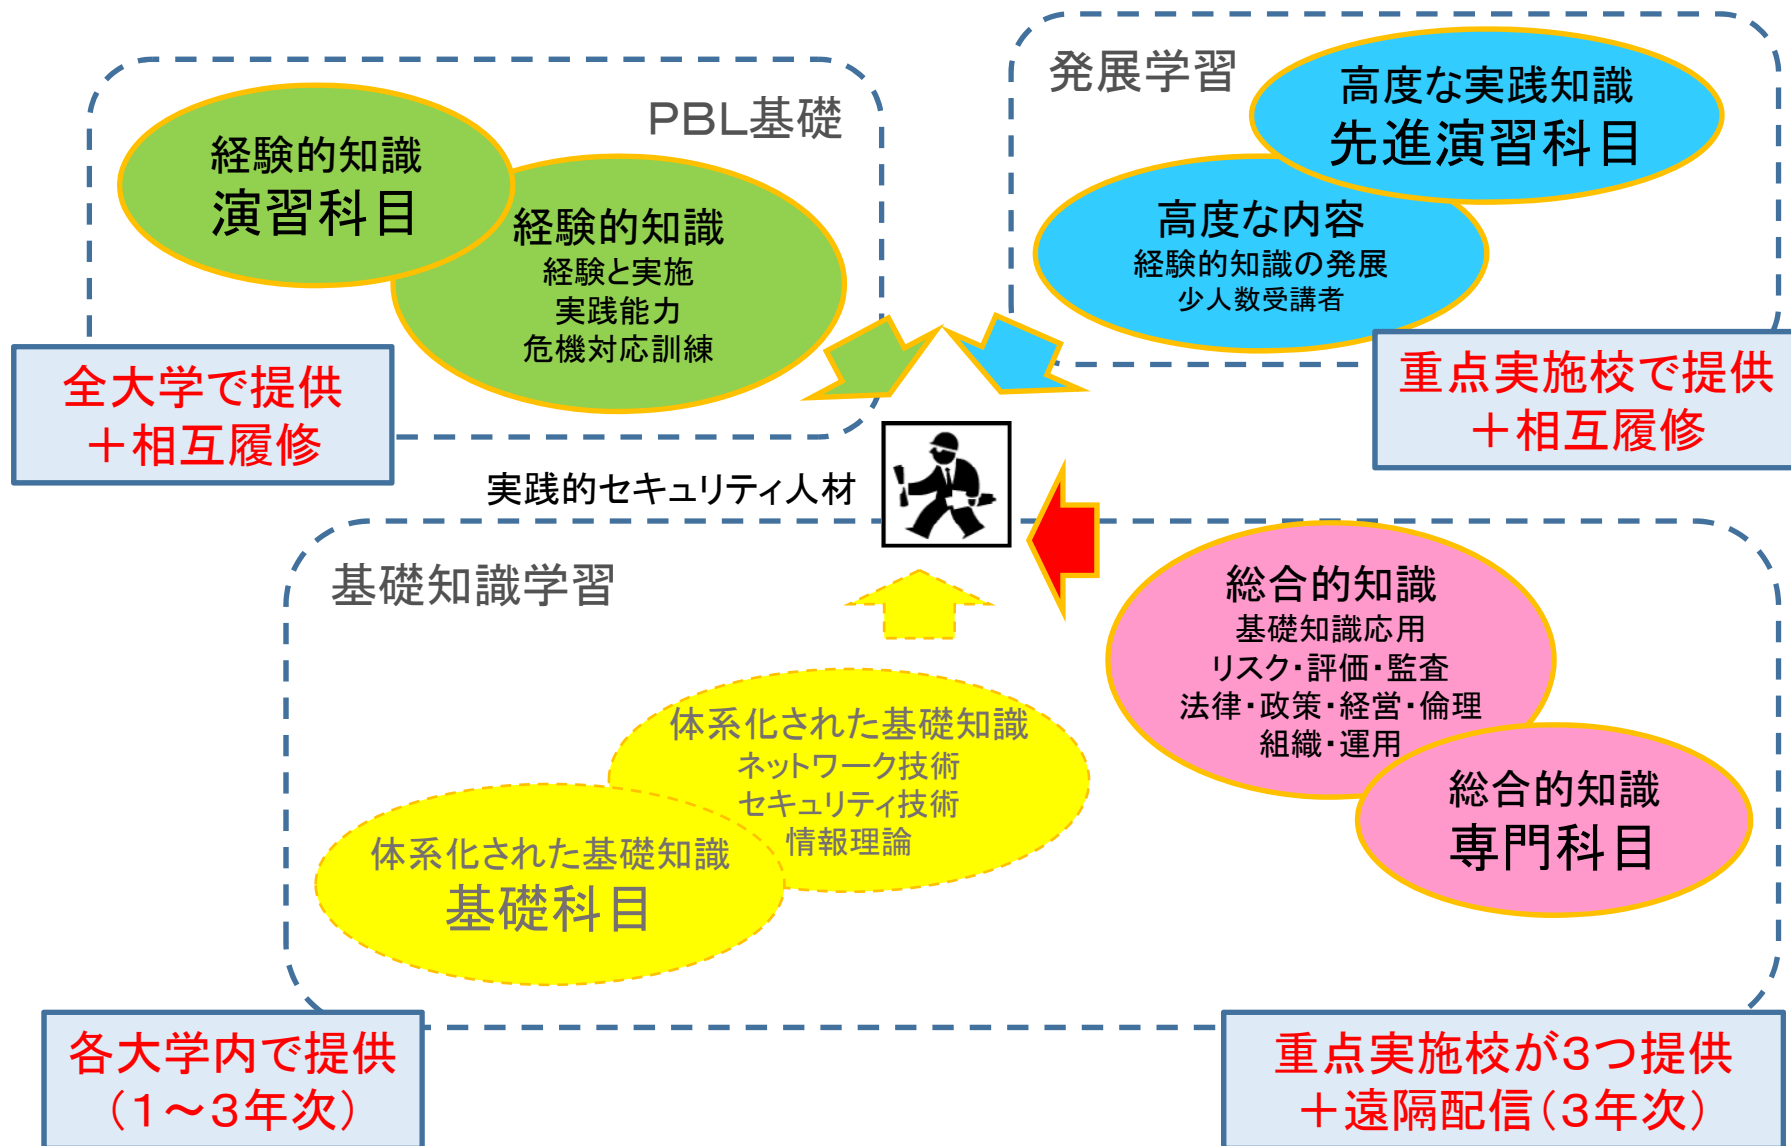 PBL基礎
経験的知識
演習科目
経験的知識
経験と実施
実践能力
危機対応訓練
全大学で提供
＋相互履修
発展学習
高度な実践知識
先進演習科目
高度な内容
経験的知識の発展
少人数受講者
重点実施校で提供
＋相互履修
実践的セキュリティ人材
基礎知識学習
体系化された基礎知識
ネットワーク技術
セキュリティ技術
情報理論
体系化された基礎知識
基礎科目
総合的知識
基礎知識応用
リスク・評価・監査
法律・政策・経営・倫理
組織・運用
総合的知識
専門科目
各大学内で提供
（１～３年次）
重点実施校が３つ提供
＋遠隔配信（３年次）